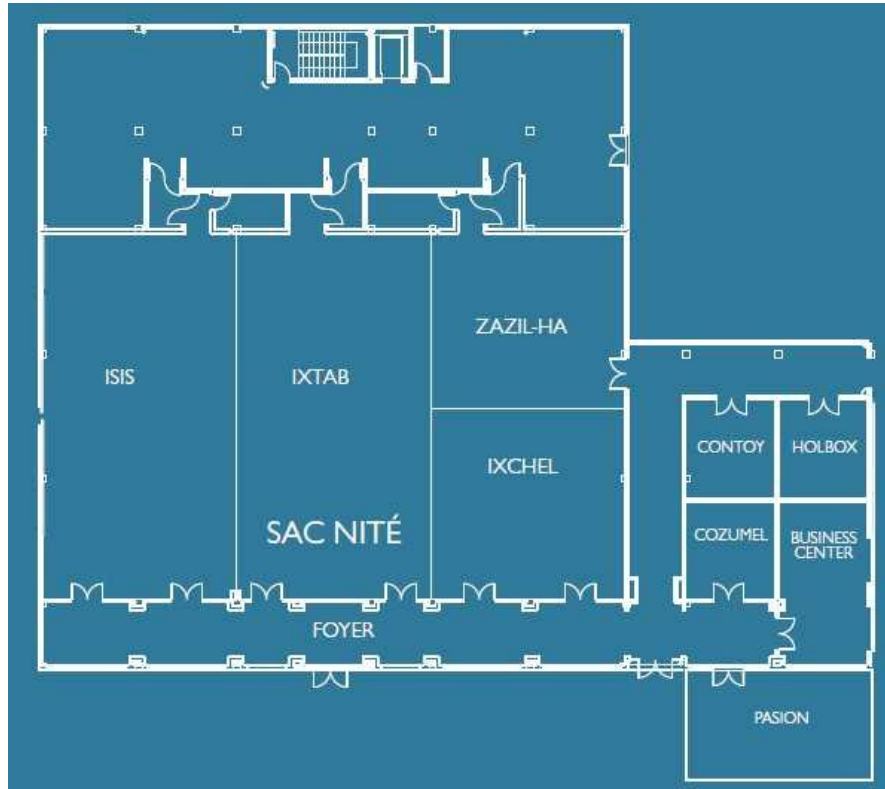 ZAZIL-HA
ISIS
IXTAB
CONTOY
HOLBOX
IXCHEL
SAC NITÉ
COZUMEL
BUSINESS
CENTER
FOYER
PASION